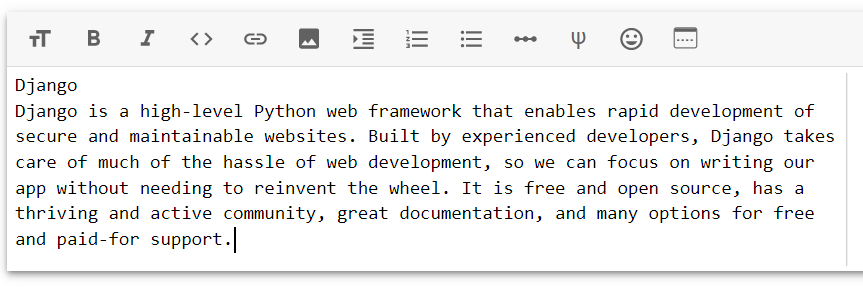 Django
Django is a high-level Python web framework that enables rapid development of
secure and maintainable websites. Built by experienced developers, Django takes
care of much of the hassle of web development, so we can focus on writing our
app without needing to reinvent the wheel. It is free and open source, has a
thriving and active community, great documentation, and many options for free
and paid-for support.